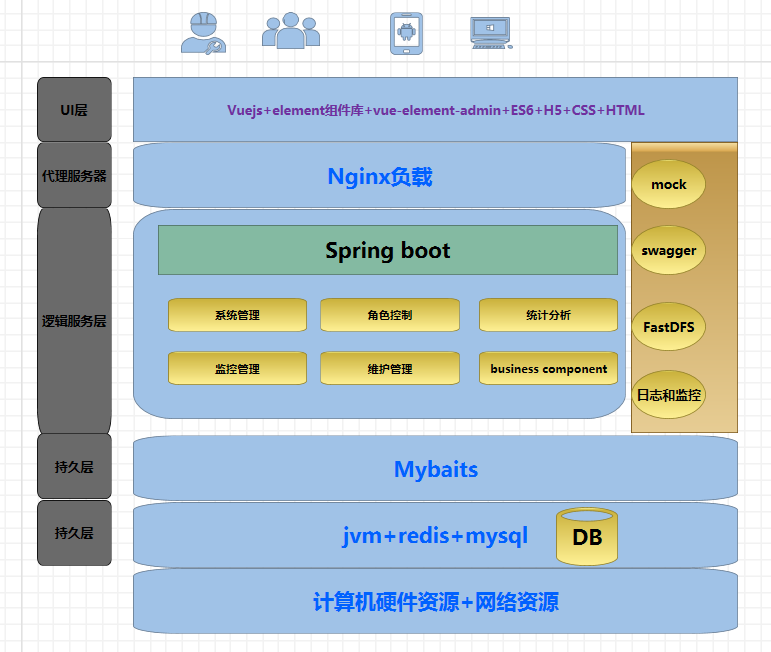 UI层
Vuejs+element组件库+vue-element-admin+ES6+H5+CSS+HTML
代理服务器
Nginx负载
mock
swagger
FastDFS
日志和监控
逻辑服务层
Spring boot
系统管理
角色控制
统计分析
监控管理
维护管理
business component
持久层
Mybaits
持久层
jvm+redis+mysql
DB
计算机硬件资源+网络资源